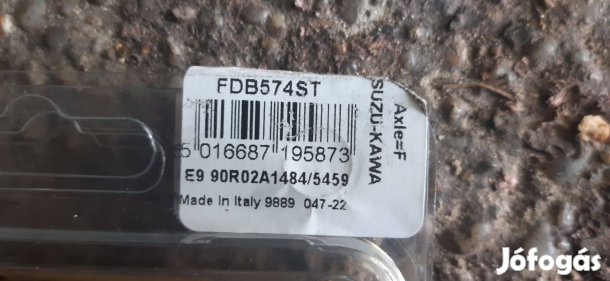 FDB574ST
5 016687 195873
E9 90R02A1484/5459
Made In Italy 9889 047-22
Axle=F
SUZU-KAWA
Jófogás